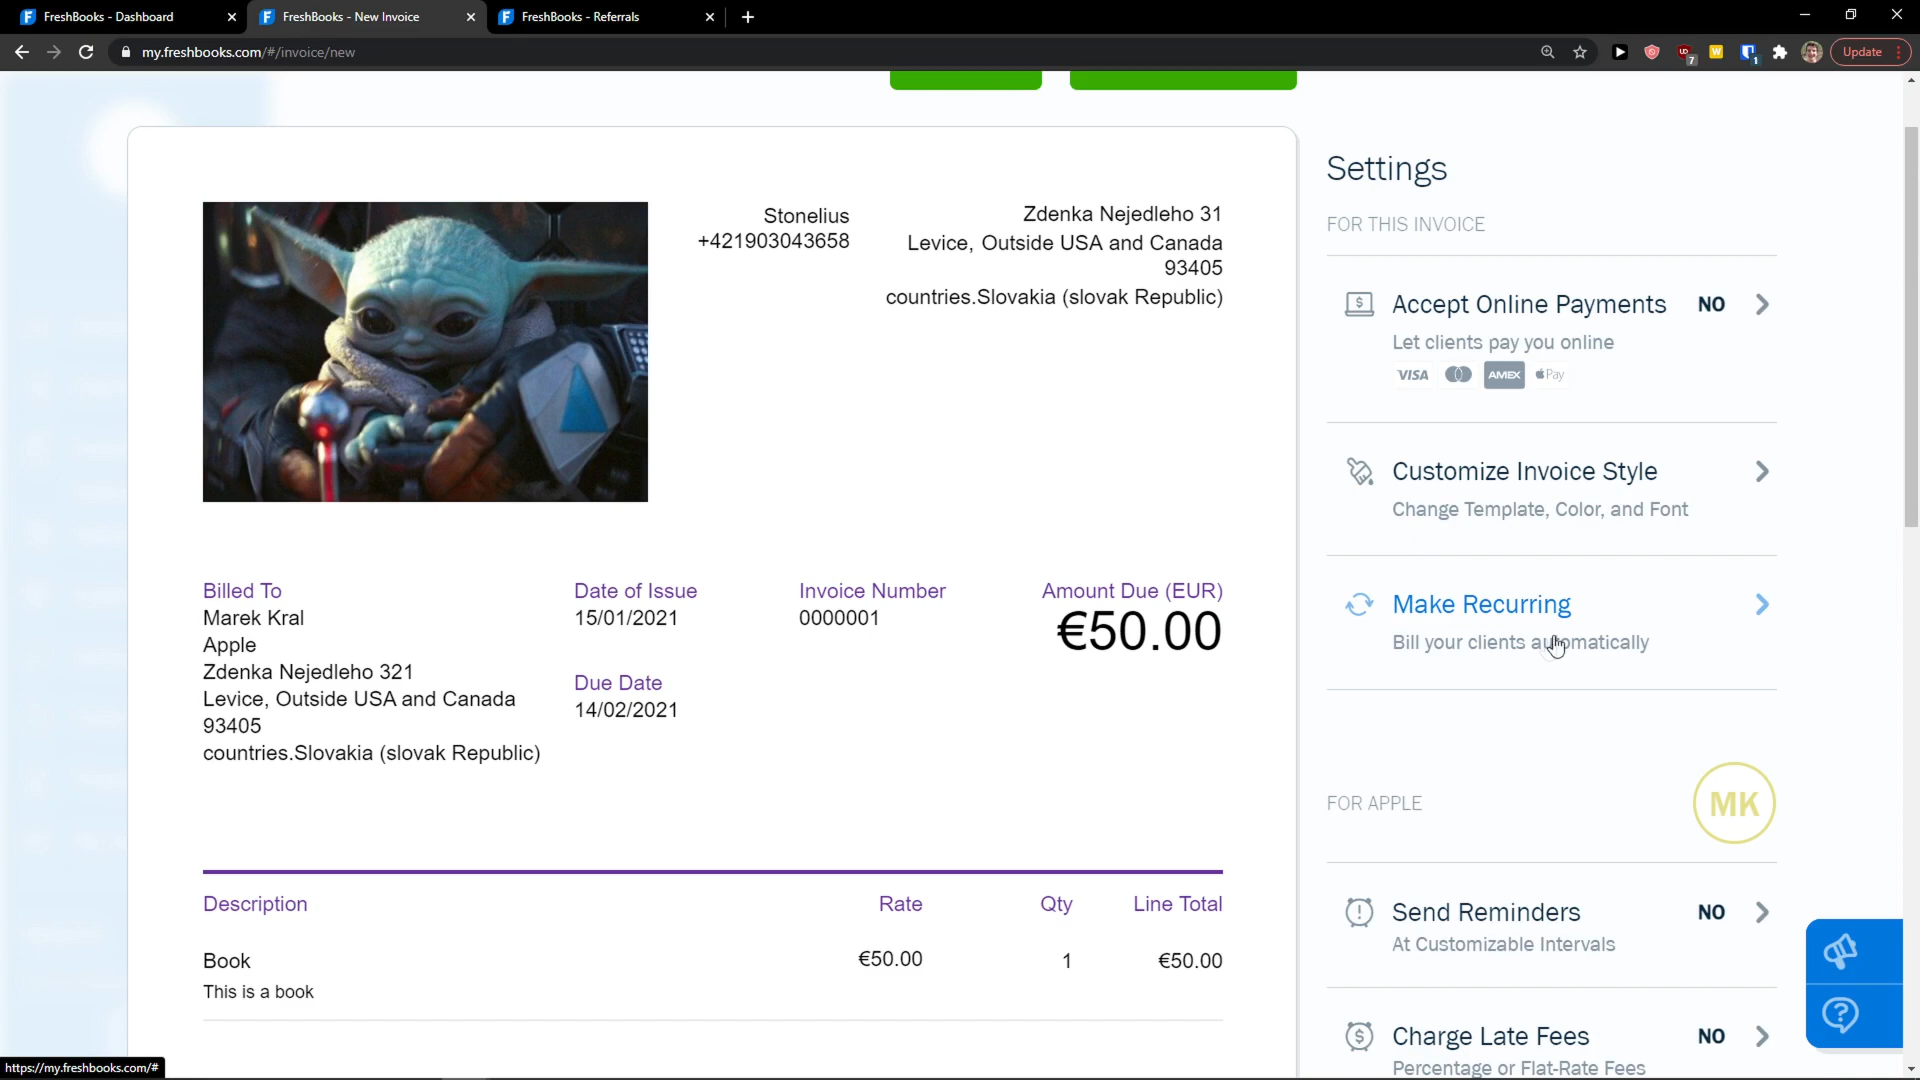 FreshBooks - Dashboard
FreshBooks - New Invoice
FreshBooks - Referrals
my.freshbooks.com/#/invoice/new
Update
Stonelius
+421903043658
Zdenka Nejedleho 31
Levice, Outside USA and Canada
93405
countries.Slovakia (slovak Republic)
Billed To
Marek Kral
Apple
Zdenka Nejedleho 321
Levice, Outside USA and Canada
93405
countries.Slovakia (slovak Republic)
Date of Issue
15/01/2021
Due Date
14/02/2021
Invoice Number
0000001
Amount Due (EUR)
€50.00
Description Rate Qty Line Total
Book €50.00 1 €50.00
This is a book
Settings
FOR THIS INVOICE
Accept Online Payments NO
Let clients pay you online
VISA AMEX Pay
Customize Invoice Style
Change Template, Color, and Font
Make Recurring
Bill your clients automatically
FOR APPLE
MK
Send Reminders NO
At Customizable Intervals
Charge Late Fees NO
Percentage or Flat-Rate Fees
https://my.freshbooks.com/#